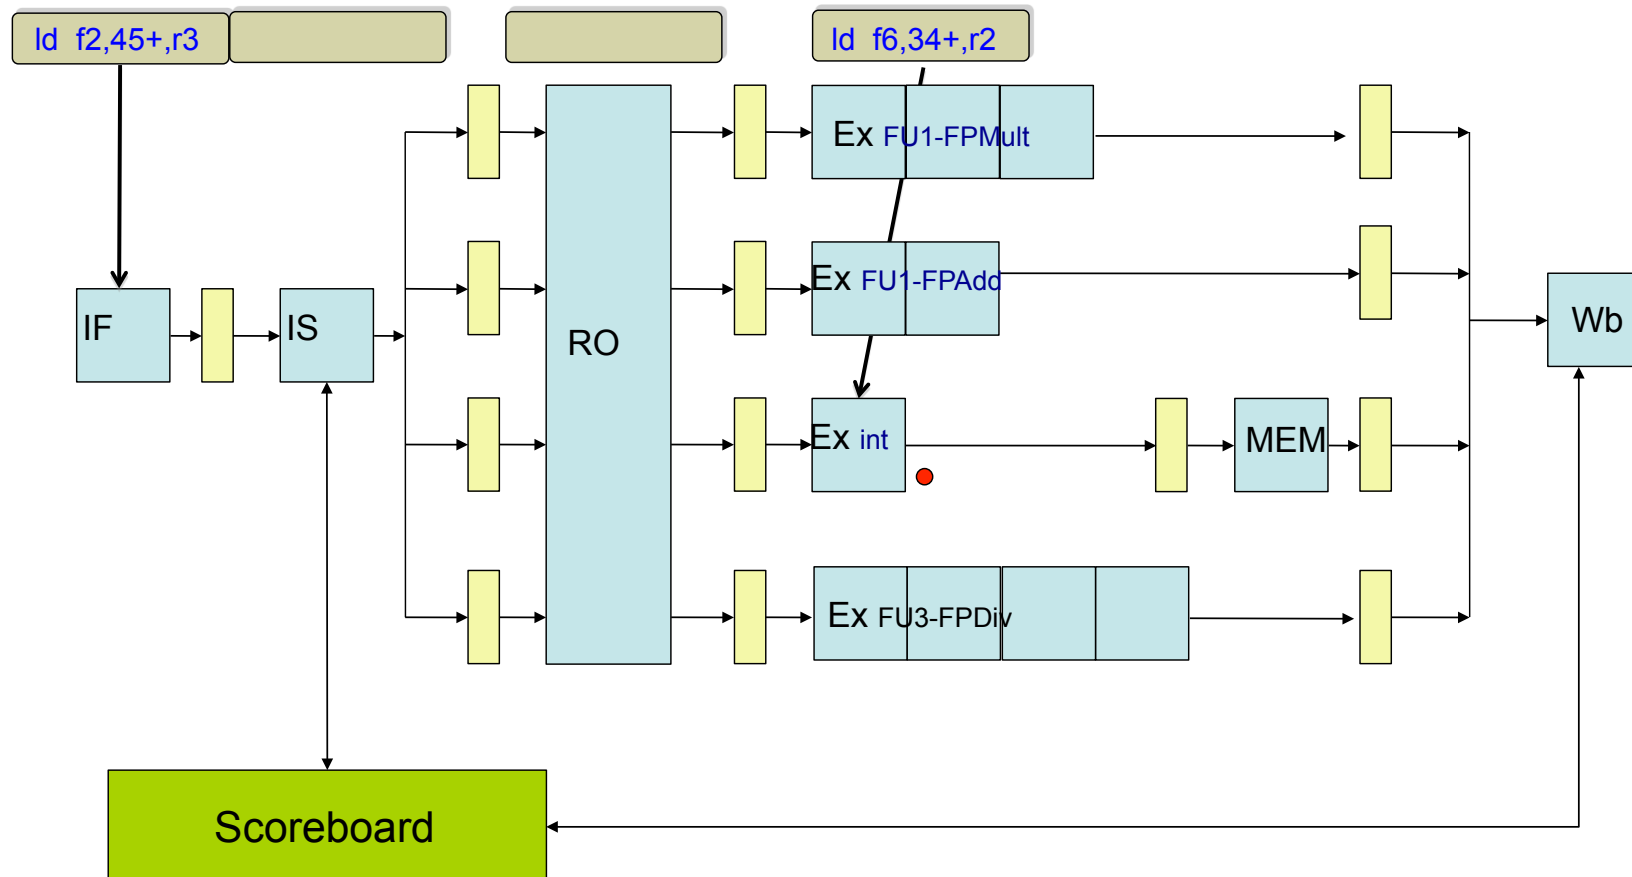 ld f2,45+,r3
ld f6,34+,r2
Ex FU1-FPMult
Ex FU1-FPAdd
IF
IS
RO
Wb
Ex int
MEM
Ex FU3-FPDiv
Scoreboard